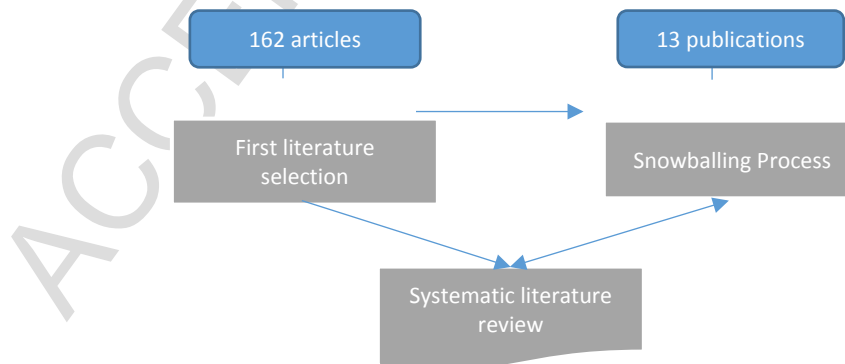 162 articles
13 publications
First literature
selection
Snowballing Process
Systematic literature
review